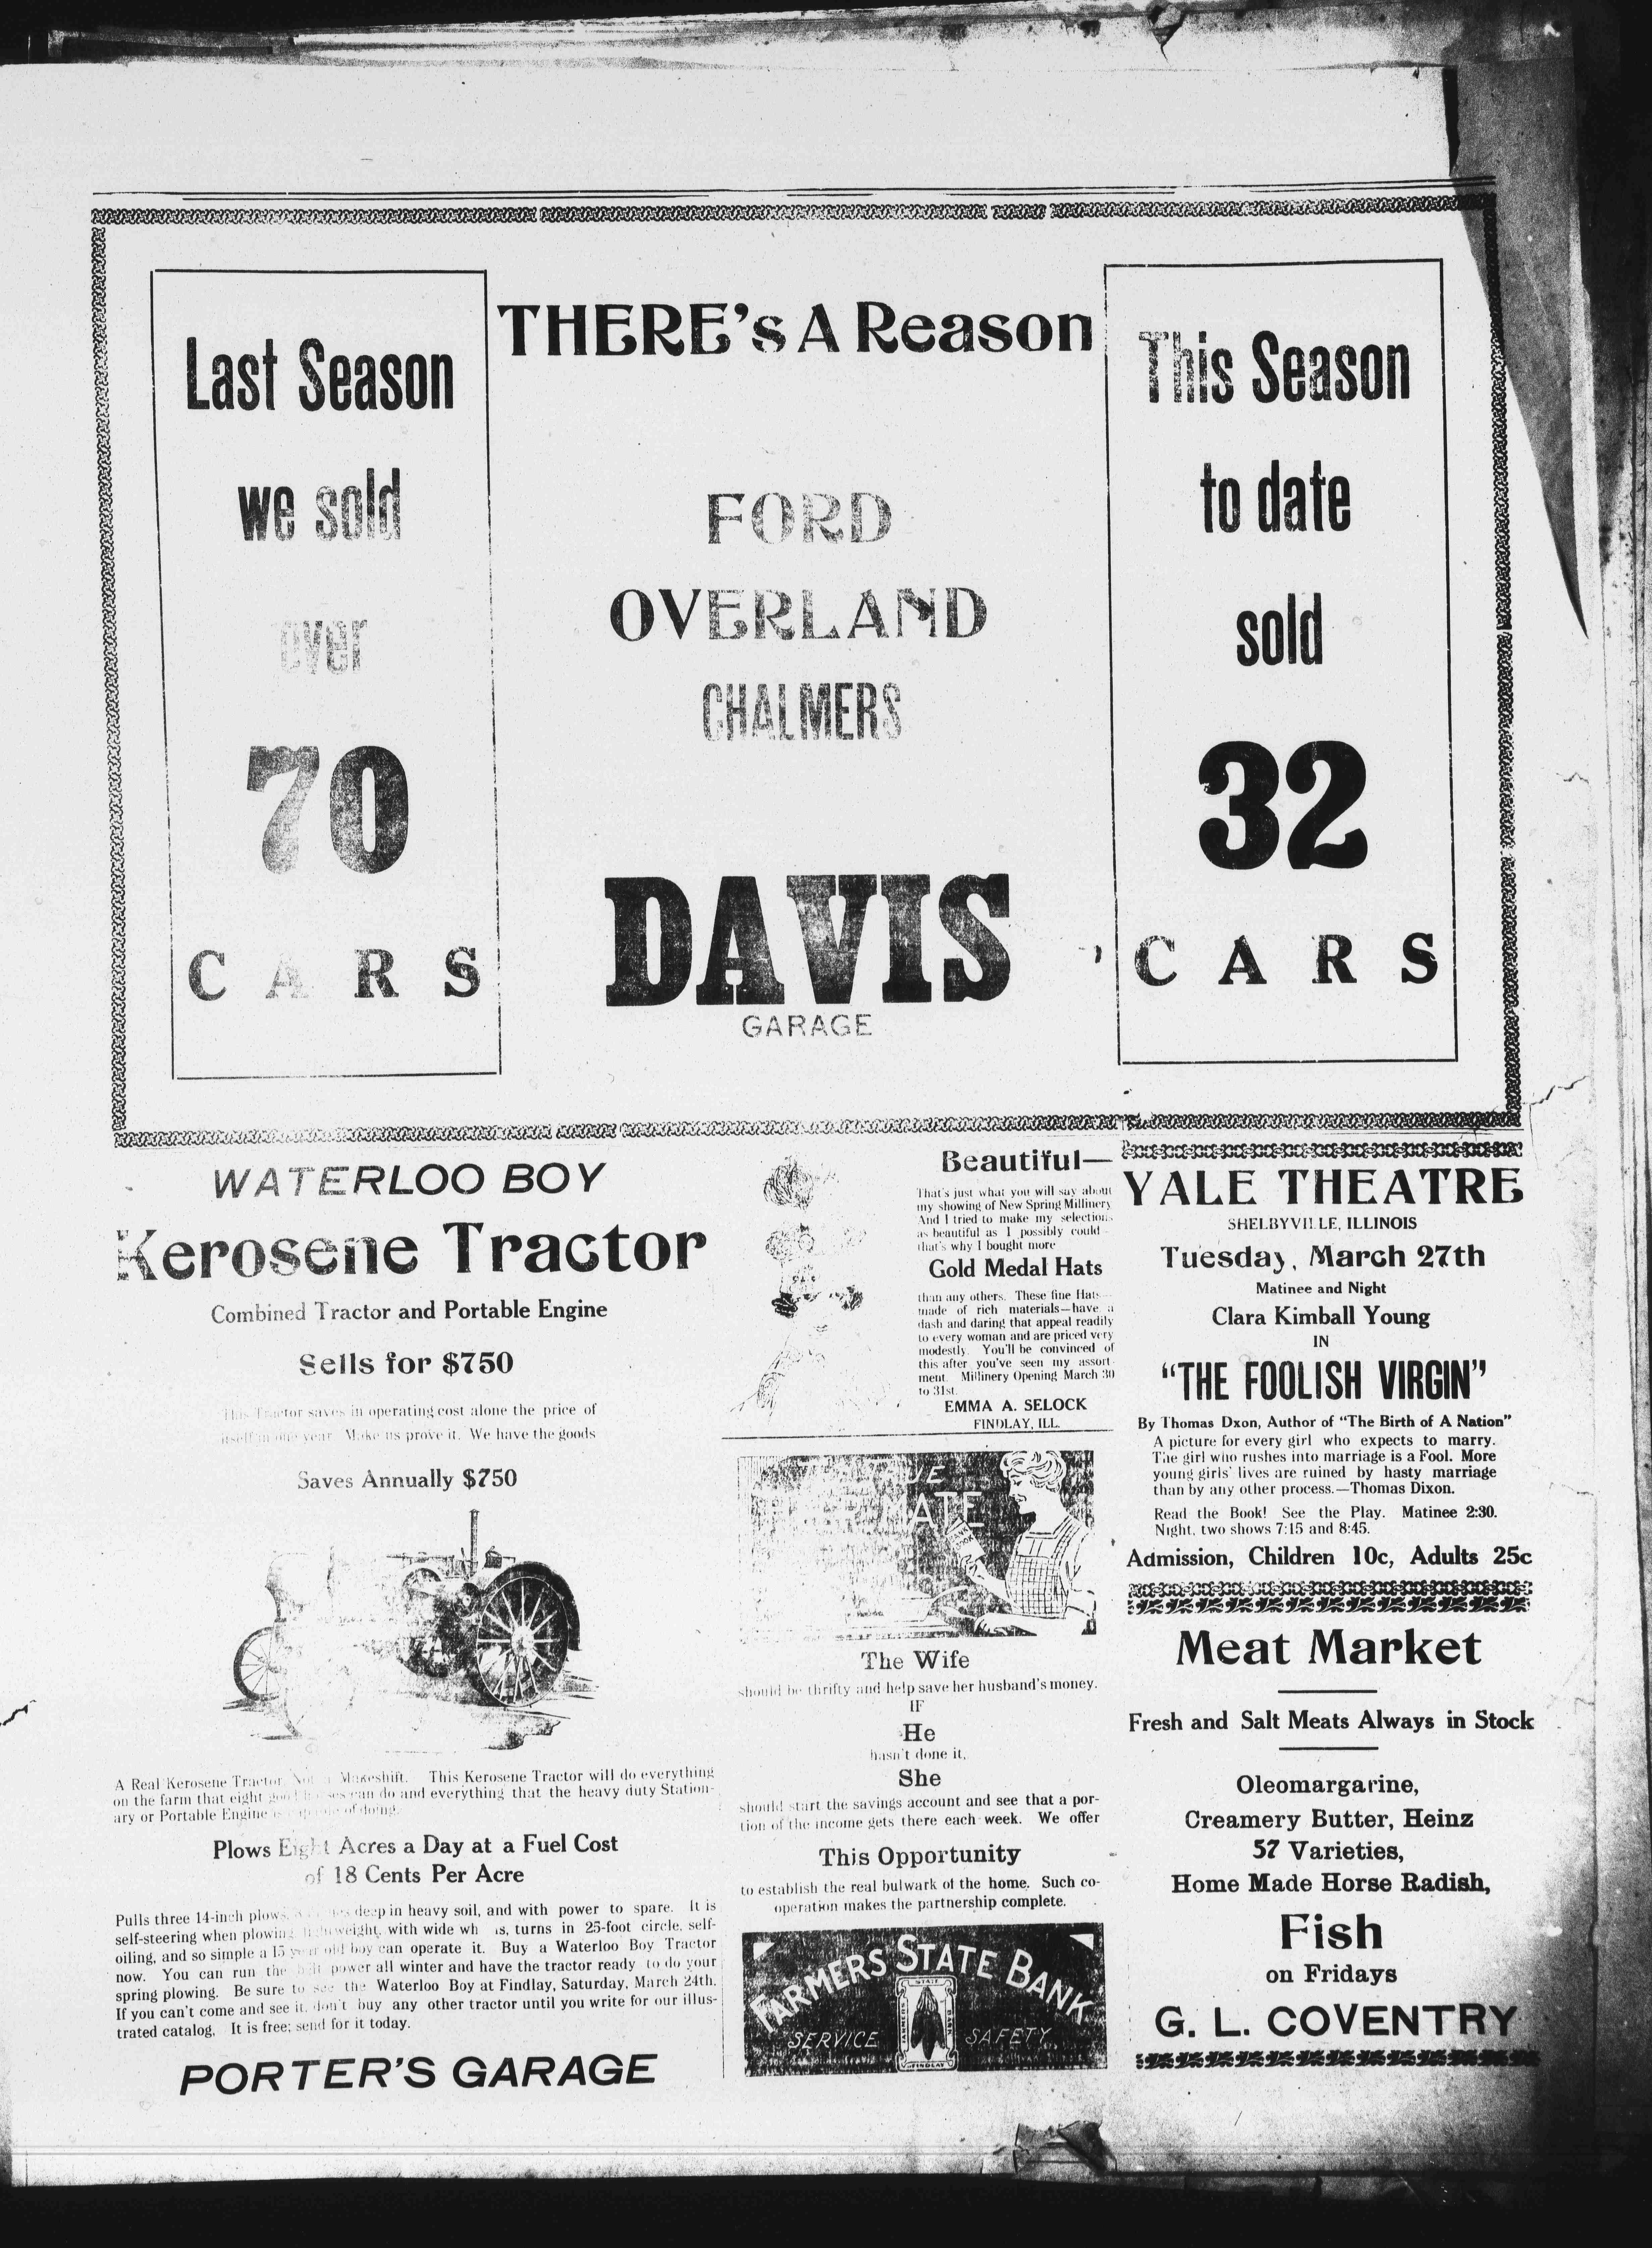 Last Season
we sold
over
70
CARS
THERE's A Reason
FORD
OVERLAND
CHALMERS
DAVIS
GARAGE
This Season
to date
sold
32
CARS
WATERLOO BOY
Kerosene Tractor
Combined Tractor and Portable Engine
Sells for $750
This Tractor saves in operating cost alone the price of
itself in one year. Make us prove it. We have the goods
Saves Annually $750
A Real Kerosene Tractor Not a Makeshift. This Kerosene Tractor will do everything
on the farm that eight good horses can do and everything that the heavy duty Station-
ary or Portable Engine is capable of doing.
Plows Eight Acres a Day at a Fuel Cost
of 18 Cents Per Acre
Pulls three 14-inch plows, deep in heavy soil, and with power to spare. It is
self-steering when plowing, light weight, with wide wh is, turns in 25-foot circle, self-
oiling, and so simple a 15 year old boy can operate it. Buy a Waterloo Boy Tractor
now. You can run the belt power all winter and have the tractor ready to do your
spring plowing. Be sure to see the Waterloo Boy at Findlay, Saturday, March 24th.
If you can't come and see it, don't buy any other tractor until you write for our illus-
trated catalog. It is free; send for it today.
PORTER'S GARAGE
Beautiful—
That's just what you will say about
my showing of New Spring Millinery
And I tried to make my selections
as beautiful as I possibly could—
that's why I bought more
Gold Medal Hats
than any others. These fine Hats—
made of rich materials—have a
dash and daring that appeal readily
to every woman and are priced very
modestly. You'll be convinced of
this after you've seen my assort-
ment. Millinery Opening March 30
to 31st.
EMMA A. SELOCK
FINDLAY, ILL.
MATE
The Wife
should be thrifty and help save her husband's money.
IF
He
hasn't done it,
She
should start the savings account and see that a por-
tion of the income gets there each week. We offer
This Opportunity
to establish the real bulwark of the home. Such co-
operation makes the partnership complete.
FARMERS STATE BANK
SERVICE SAFETY
STATE
FARMERS BANK
FINDLAY
YALE THEATRE
SHELBYVILLE, ILLINOIS
Tuesday, March 27th
Matinee and Night
Clara Kimball Young
IN
"THE FOOLISH VIRGIN"
By Thomas Dxon, Author of "The Birth of A Nation"
A picture for every girl who expects to marry.
The girl who rushes into marriage is a Fool. More
young girls' lives are ruined by hasty marriage
than by any other process.—Thomas Dixon.
Read the Book! See the Play. Matinee 2:30.
Night, two shows 7:15 and 8:45.
Admission, Children 10c, Adults 25c
Meat Market
Fresh and Salt Meats Always in Stock
Oleomargarine,
Creamery Butter, Heinz
57 Varieties,
Home Made Horse Radish,
Fish
on Fridays
G. L. COVENTRY